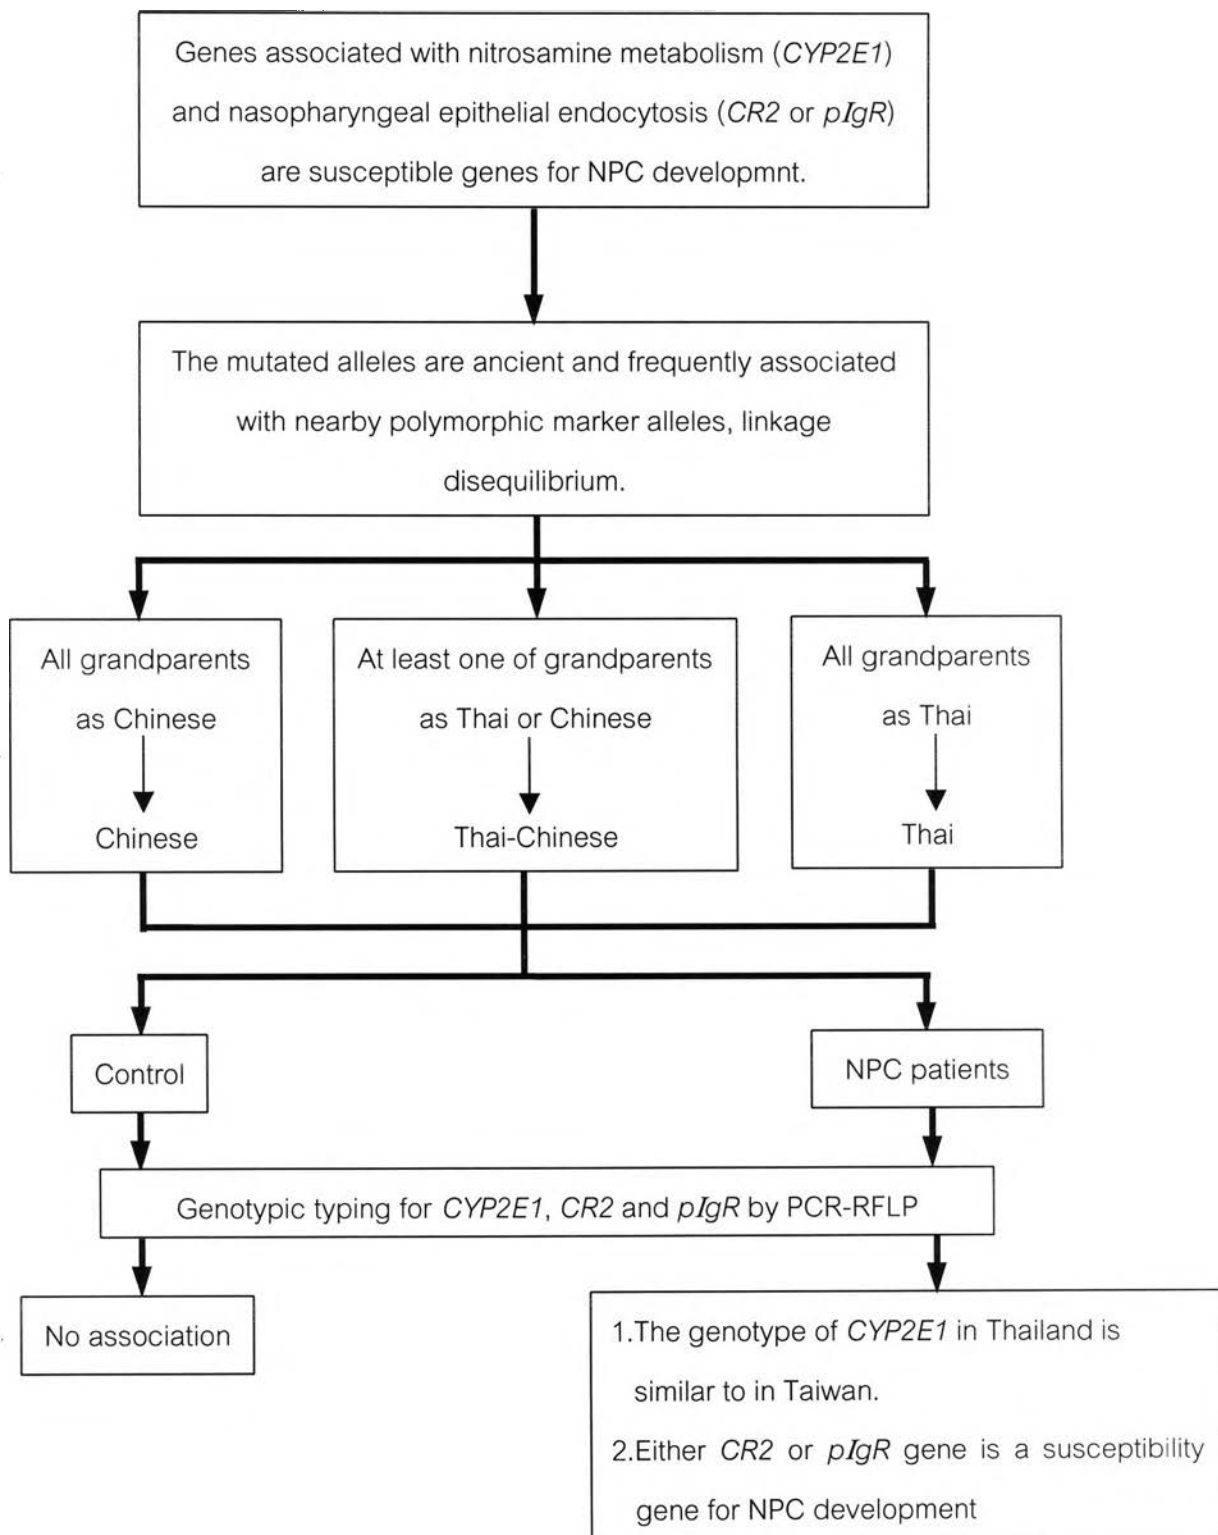 Genes associated with nitrosamine metabolism (CYP2E1)
and nasopharyngeal epithelial endocytosis (CR2 or pIgR)
are susceptible genes for NPC developmnt.
The mutated alleles are ancient and frequently associated
with nearby polymorphic marker alleles, linkage
disequilibrium.
All grandparents
as Chinese
Chinese
At least one of grandparents
as Thai or Chinese
Thai-Chinese
All grandparents
as Thai
Thai
Control
NPC patients
Genotypic typing for CYP2E1, CR2 and pIgR by PCR-RFLP
No association
1.The genotype of CYP2E1 in Thailand is
similar to in Taiwan.
2.Either CR2 or pIgR gene is a susceptibility
gene for NPC development